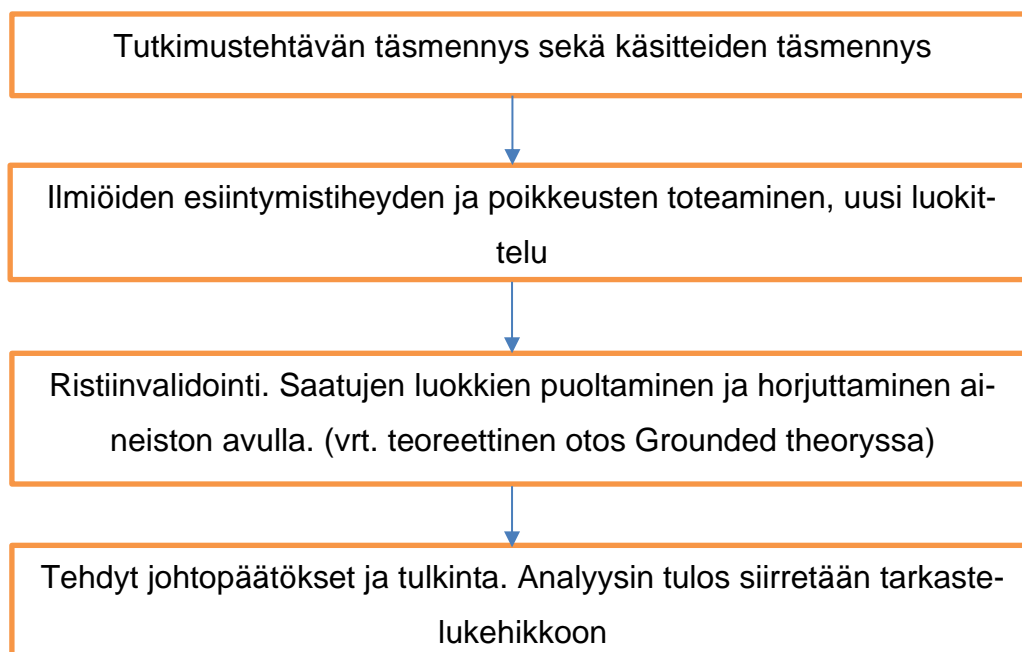 Tutkimustehtävän täsmennys sekä käsitteiden täsmennys
Ilmiöiden esiintymistiheyden ja poikkeusten toteaminen, uusi luokit-
telu
Ristiinvalidointi. Saatujen luokkien puoltaminen ja horjuttaminen ai-
neiston avulla. (vrt. teoreettinen otos Grounded theoryssa)
Tehdyt johtopäätökset ja tulkinta. Analyysin tulos siirretään tarkaste-
lukehikkoon